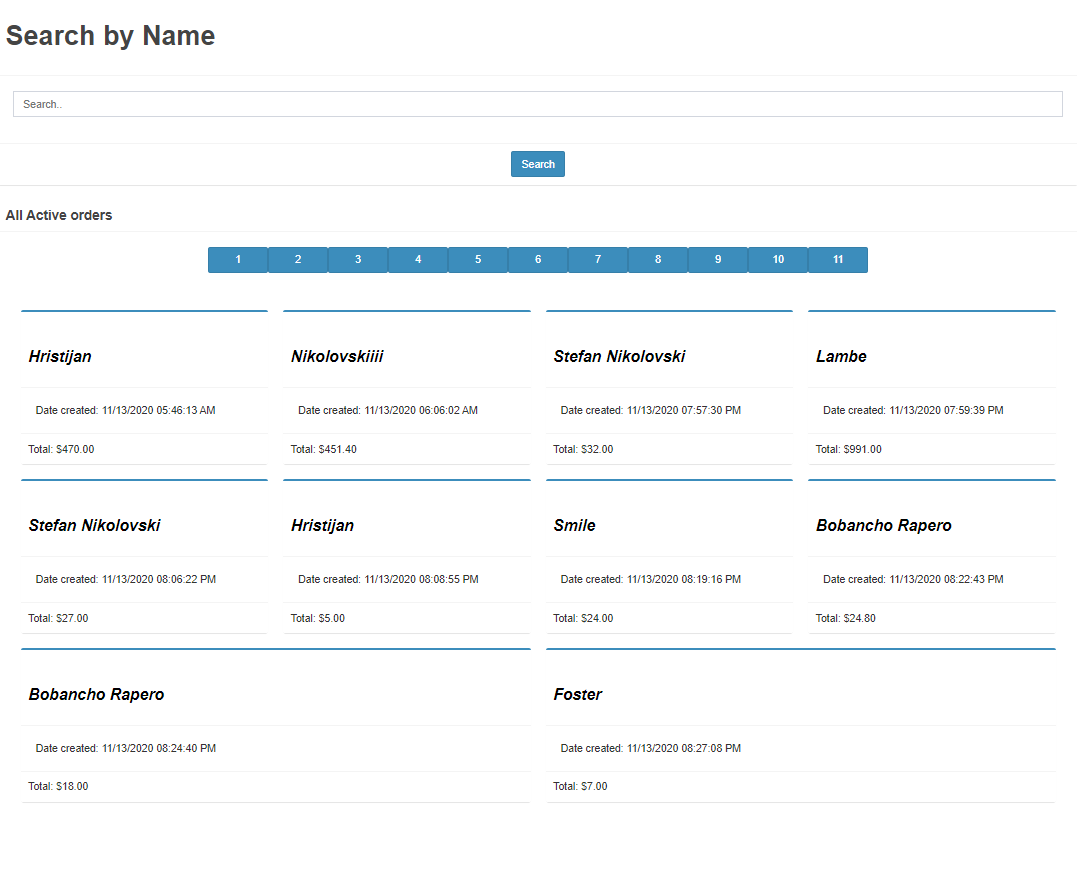 Search by Name
Search..
Search
All Active orders
1 2 3 4 5 6 7 8 9 10 11
Hristijan Nikolovskiiii Stefan Nikolovski Lambe
Date created: 11/13/2020 05:46:13 AM Date created: 11/13/2020 06:06:02 AM Date created: 11/13/2020 07:57:30 PM Date created: 11/13/2020 07:59:39 PM
Total: $470.00 Total: $451.40 Total: $32.00 Total: $991.00
Stefan Nikolovski Hristijan Smile Bobancho Rapero
Date created: 11/13/2020 08:06:22 PM Date created: 11/13/2020 08:08:55 PM Date created: 11/13/2020 08:19:16 PM Date created: 11/13/2020 08:22:43 PM
Total: $27.00 Total: $5.00 Total: $24.00 Total: $24.80
Bobancho Rapero Foster
Date created: 11/13/2020 08:24:40 PM Date created: 11/13/2020 08:27:08 PM
Total: $18.00 Total: $7.00